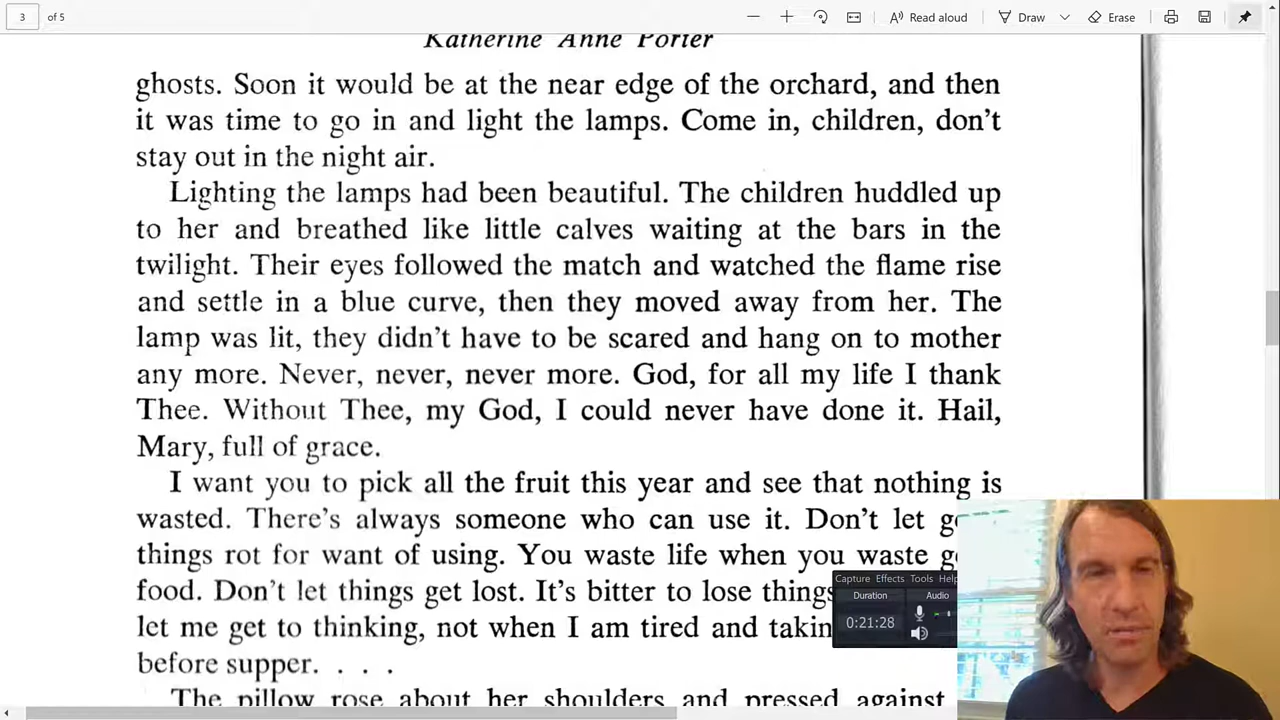 3 of 5
Read aloud
Draw
Erase
Katherine Anne Porter
ghosts. Soon it would be at the near edge of the orchard, and then
it was time to go in and light the lamps. Come in, children, don't
stay out in the night air.
Lighting the lamps had been beautiful. The children huddled up
to her and breathed like little calves waiting at the bars in the
twilight. Their eyes followed the match and watched the flame rise
and settle in a blue curve, then they moved away from her. The
lamp was lit, they didn't have to be scared and hang on to mother
any more. Never, never, never more. God, for all my life I thank
Thee. Without Thee, my God, I could never have done it. Hail,
Mary, full of grace.
I want you to pick all the fruit this year and see that nothing is
wasted. There's always someone who can use it. Don't let
things rot for want of using. You waste life when you waste
food. Don't let things get lost. It's bitter to lose things
let me get to thinking, not when I am tired and
before supper. . . .
The pillow rose about her shoulders and pressed against
Capture Effects Tools
Duration Audio
0:21:28